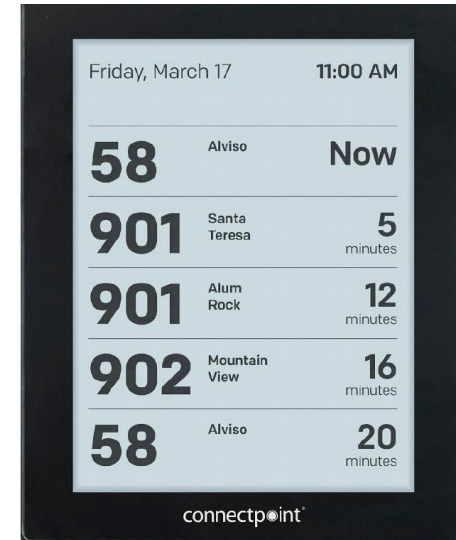 Friday, March 17 11:00 AM
58 Alviso Now
901 Santa Teresa 5 minutes
901 Alum Rock 12 minutes
902 Mountain View 16 minutes
58 Alviso 20 minutes
connectpoint